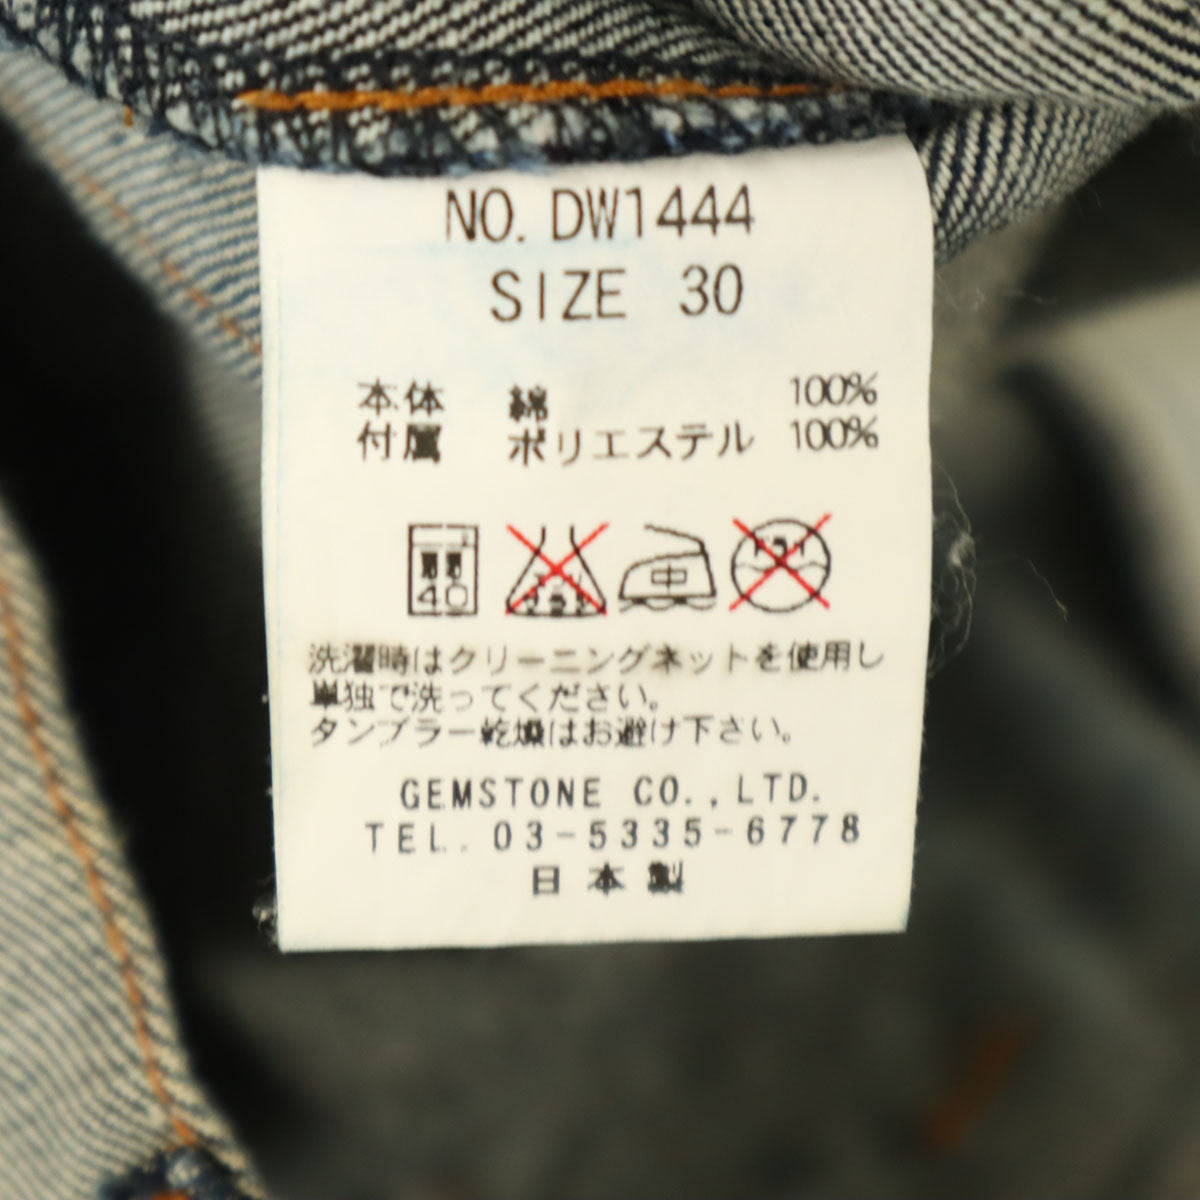 NO. DW1444
SIZE 30
本体 綿 100%
付属 ポリエステル 100%
40 中
洗濯時はクリーニングネットを使用し
単独で洗ってください。
タンブラー乾燥はお避け下さい。
GEMSTONE CO.,LTD.
TEL. 03-5335-6778
日本製